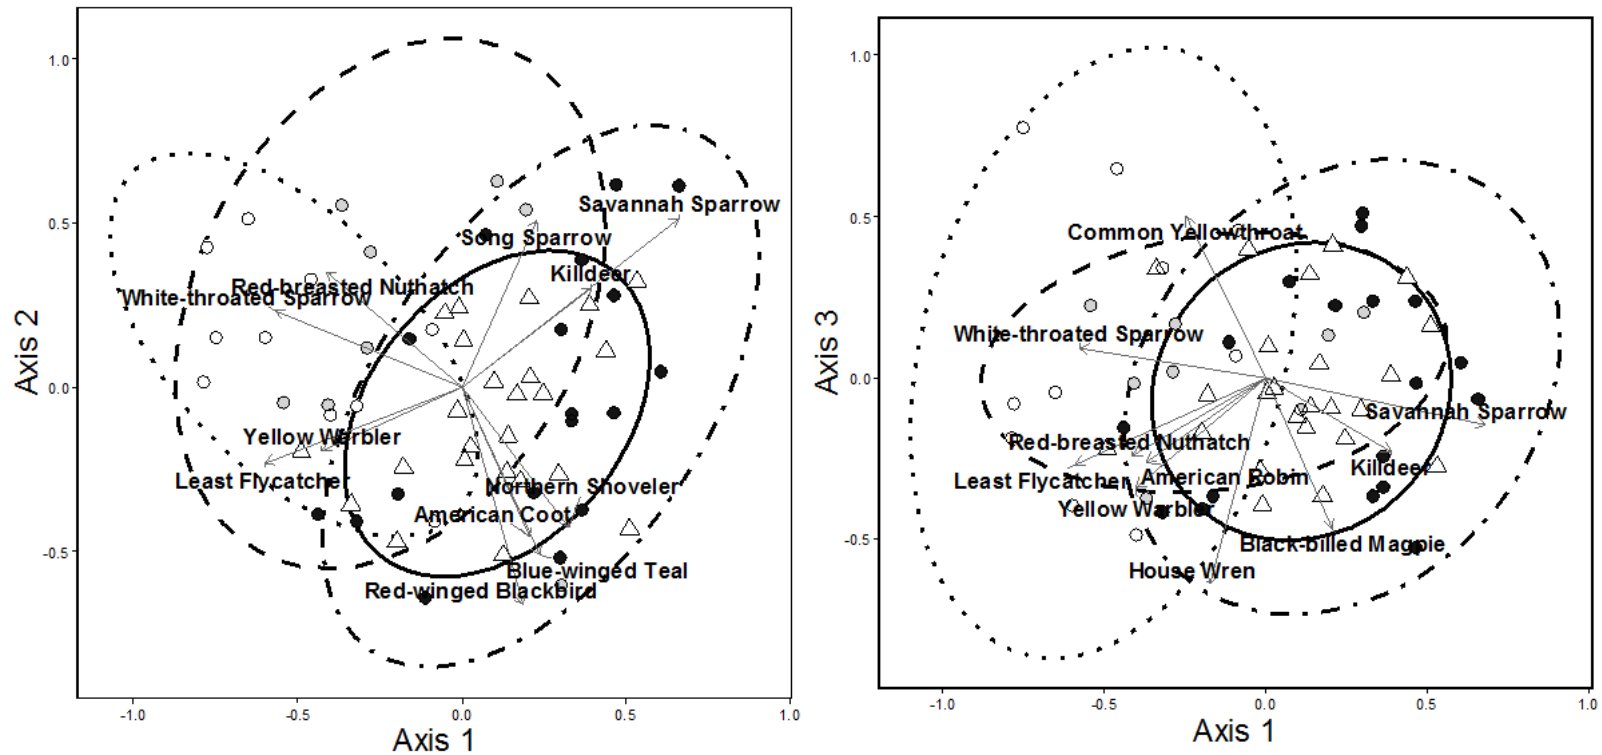 1.0
0.5
0.0
-0.5
Axis 2
Savannah Sparrow
Song Sparrow
Killdeer
Red-breasted Nuthatch
White-throated Sparrow
Yellow Warbler
Least Flycatcher
Northern Shoveler
American Coot
Blue-winged Teal
Red-winged Blackbird
-1.0 -0.5 0.0 0.5 1.0
Axis 1
1.0
0.5
0.0
-0.5
Axis 3
Common Yellowthroat
White-throated Sparrow
Savannah Sparrow
Red-breasted Nuthatch
Killdeer
Least Flycatcher
American Robin
Yellow Warbler
Black-billed Magpie
House Wren
-1.0 -0.5 0.0 0.5 1.0
Axis 1